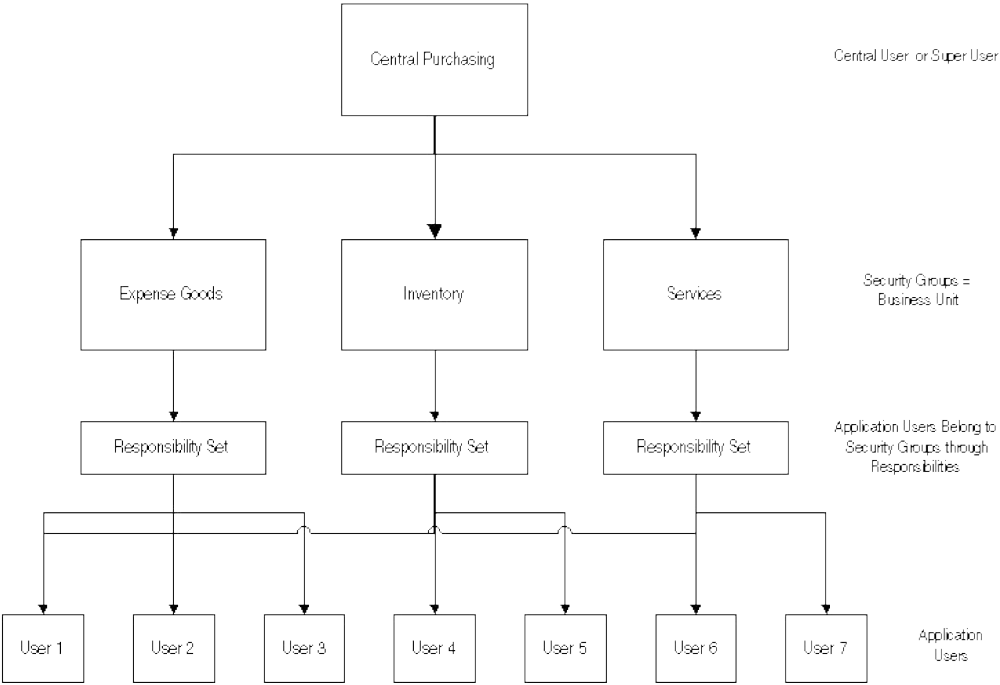 Central Purchasing
Central User or Super User
Expense Goods
Inventory
Services
Security Groups =
Business Unit
Responsibility Set
Responsibility Set
Responsibility Set
Application Users Belong to
Security Groups through
Responsibilities
User 1
User 2
User 3
User 4
User 5
User 6
User 7
Application
Users